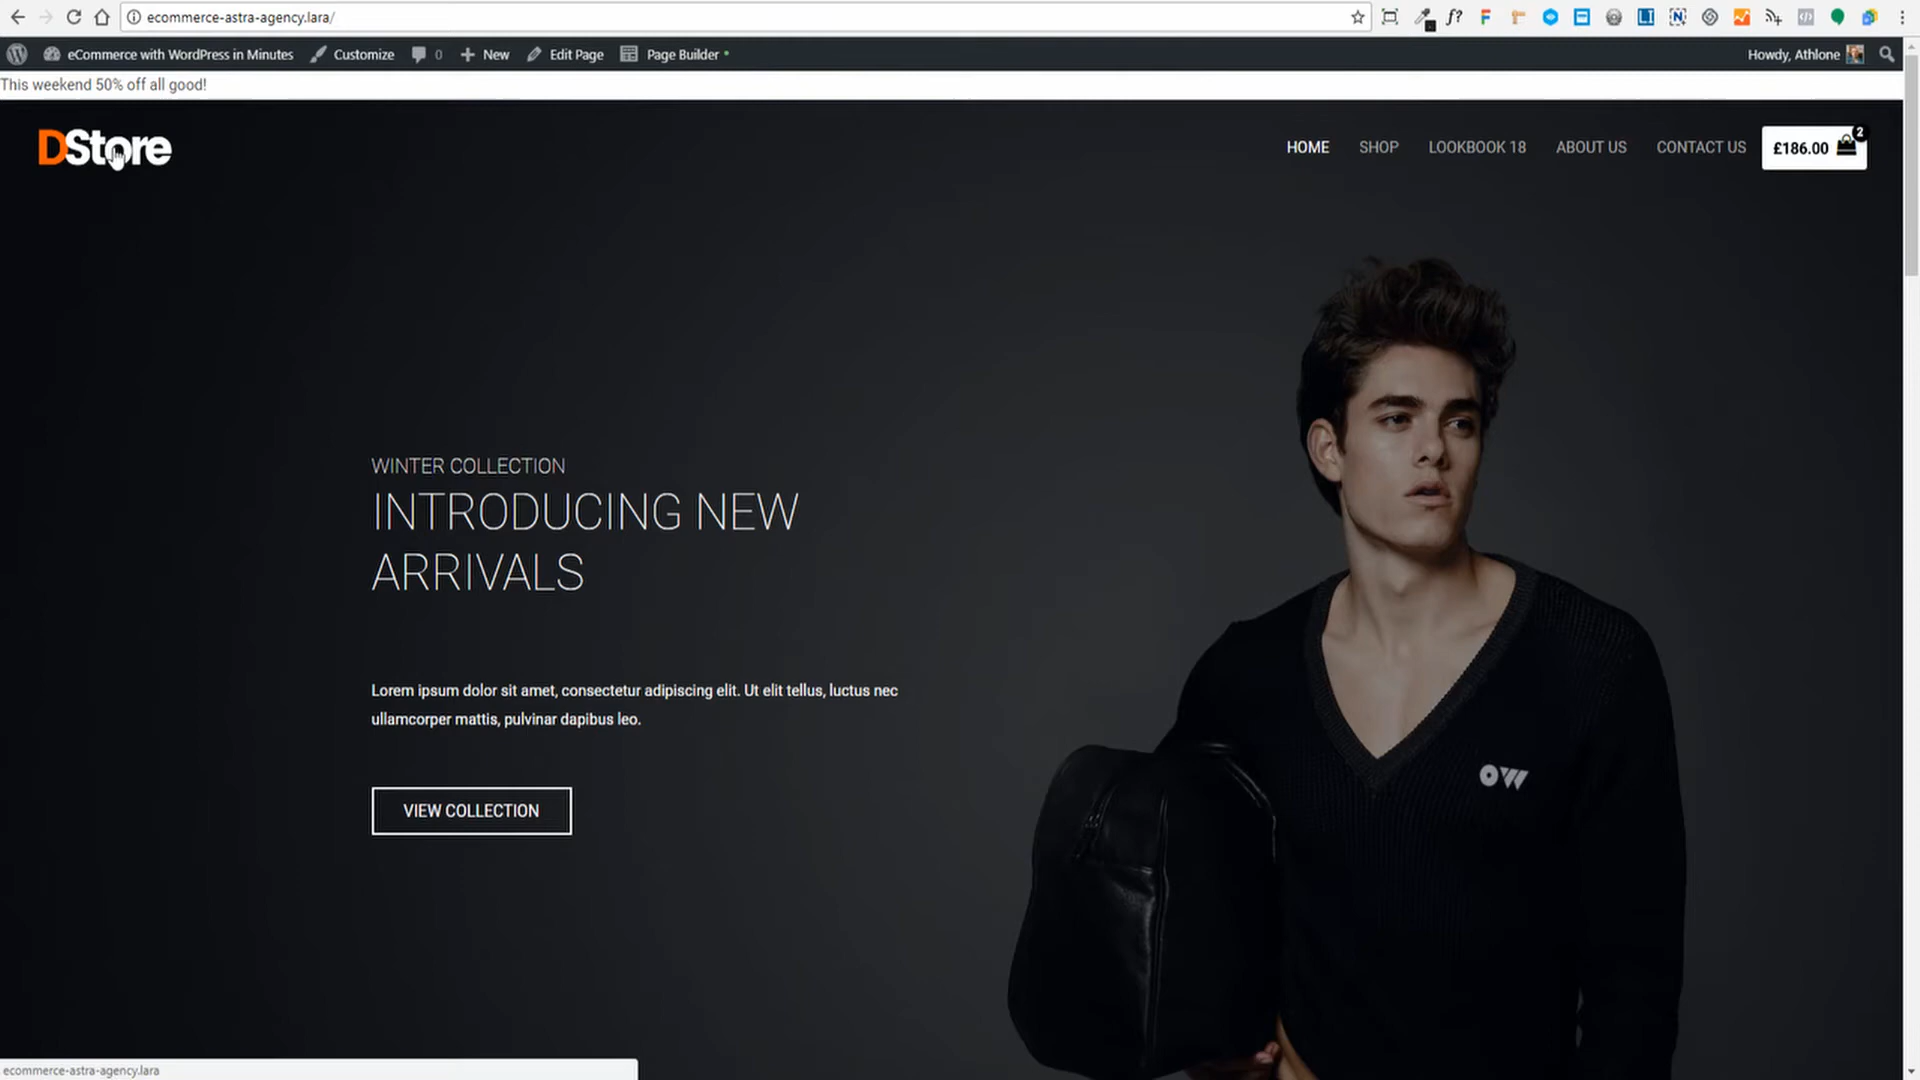 ecommerce-astra-agency.lara/
eCommerce with WordPress in Minutes Customize 0 New Edit Page Page Builder Howdy, Athlone
This weekend 50% off all good!
DStore
HOME SHOP LOOKBOOK 18 ABOUT US CONTACT US £186.00 2
WINTER COLLECTION
INTRODUCING NEW
ARRIVALS
Lorem ipsum dolor sit amet, consectetur adipiscing elit. Ut elit tellus, luctus nec
ullamcorper mattis, pulvinar dapibus leo.
OW
VIEW COLLECTION
ecommerce-astra-agency.lara